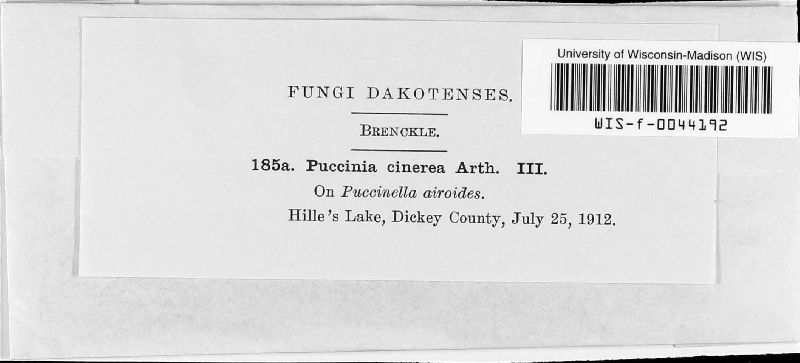 University of Wisconsin-Madison (WIS)
WIS-f-0044192
FUNGI DAKOTENSES.
BRENCKLE.
185a. Puccinia cinerea Arth. III.
On Puccinella airoides.
Hille's Lake, Dickey County, July 25, 1912.